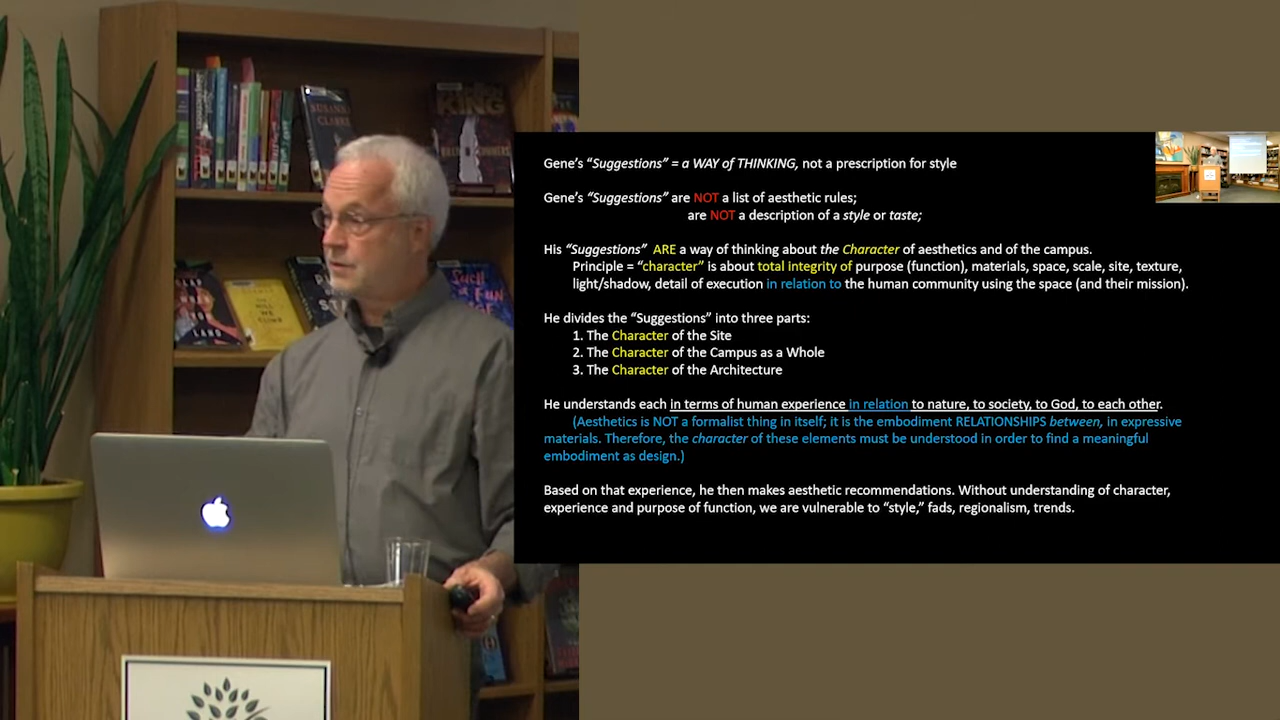 SUSANNA
CLARKE
KING
Gene's "Suggestions" = a WAY of THINKING, not a prescription for style
Gene's "Suggestions" are NOT a list of aesthetic rules;
are NOT a description of a style or taste;
His "Suggestions" ARE a way of thinking about the Character of aesthetics and of the campus.
Principle = "character" is about total integrity of purpose (function), materials, space, scale, site, texture,
light/shadow, detail of execution in relation to the human community using the space (and their mission).
He divides the "Suggestions" into three parts:
1. The Character of the Site
2. The Character of the Campus as a Whole
3. The Character of the Architecture
He understands each in terms of human experience in relation to nature, to society, to God, to each other.
(Aesthetics is NOT a formalist thing in itself; it is the embodiment RELATIONSHIPS between, in expressive
materials. Therefore, the character of these elements must be understood in order to find a meaningful
embodiment as design.)
Based on that experience, he then makes aesthetic recommendations. Without understanding of character,
experience and purpose of function, we are vulnerable to "style," fads, regionalism, trends.